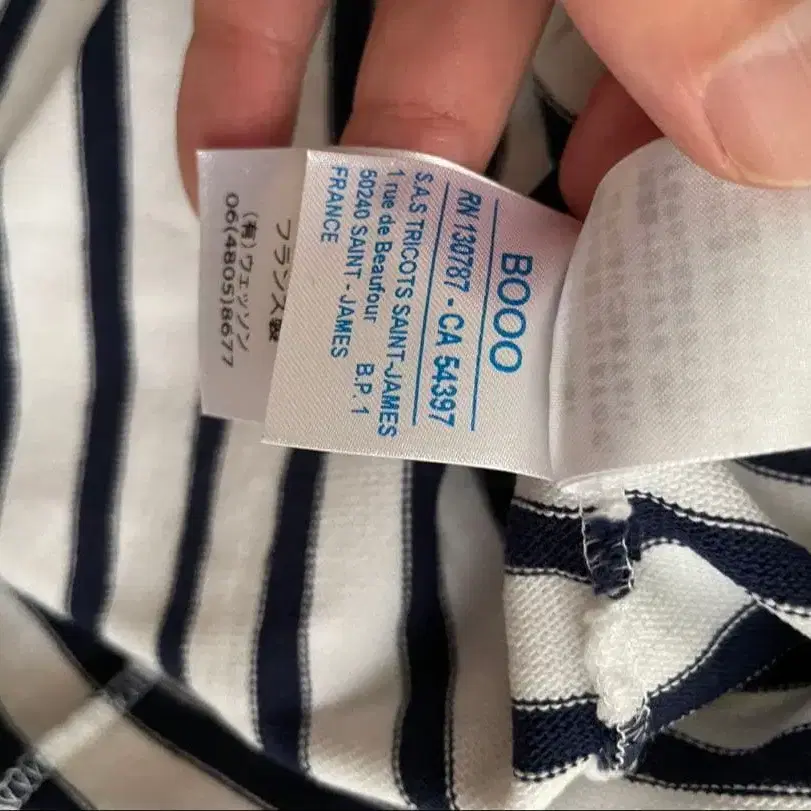 BOOO
RN 130787 - CA 54397
S.A.S TRICOTS SAINT-JAMES
1 rue de Beaufour B.P. 1
50240 SAINT - JAMES
FRANCE
フランス製
(有)ウェッソン
06(4805)8677